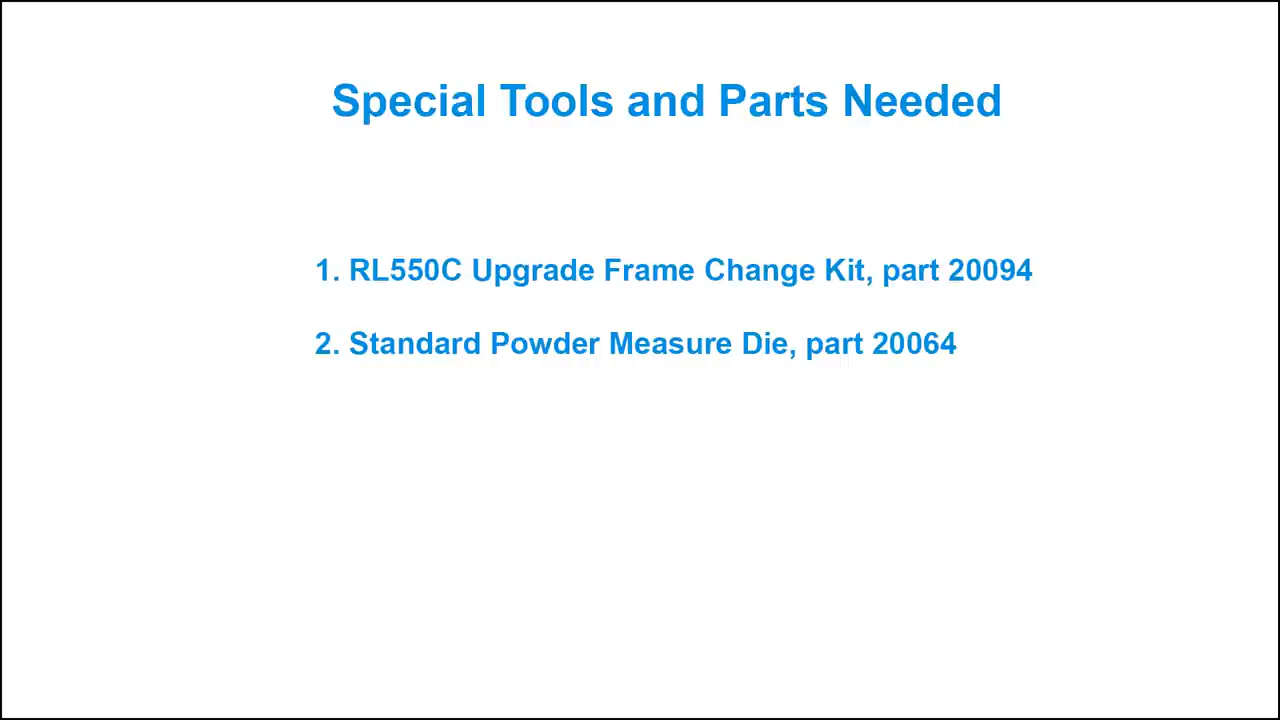 Special Tools and Parts Needed
1. RL550C Upgrade Frame Change Kit, part 20094
2. Standard Powder Measure Die, part 20064